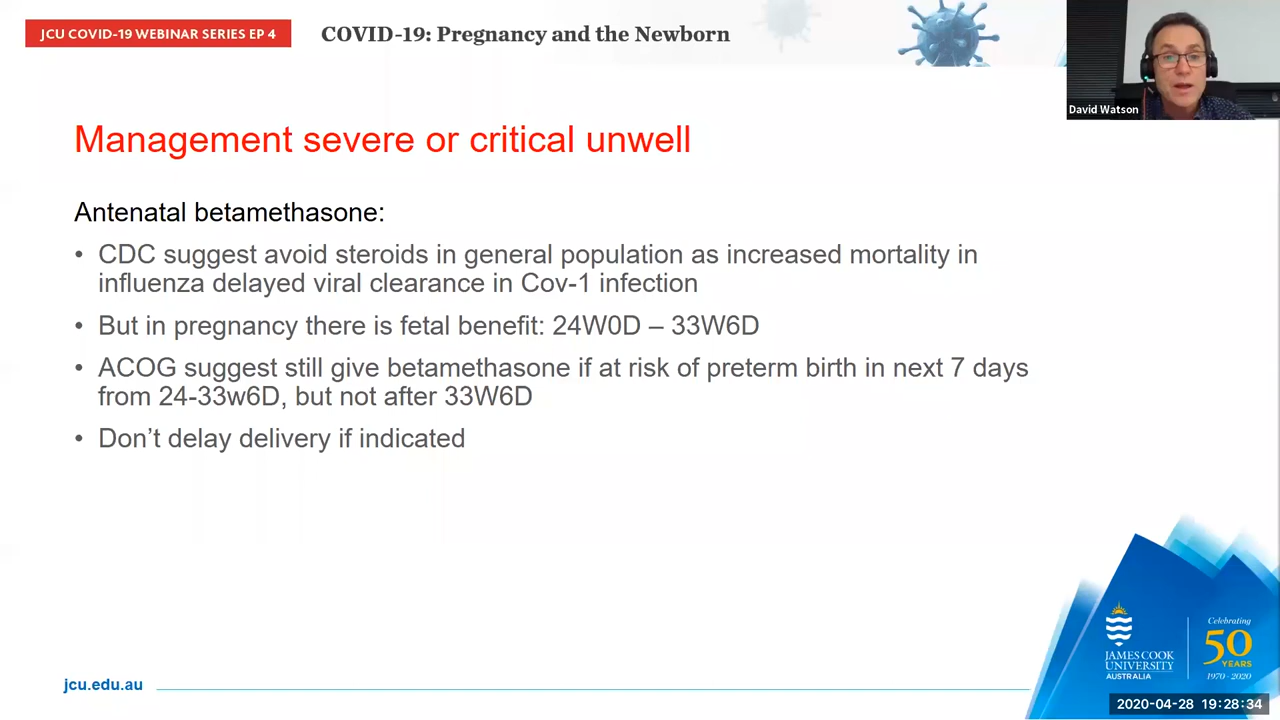 JCU COVID-19 WEBINAR SERIES EP 4
COVID-19: Pregnancy and the Newborn
David Watson
Management severe or critical unwell
Antenatal betamethasone:
• CDC suggest avoid steroids in general population as increased mortality in
influenza delayed viral clearance in Cov-1 infection
• But in pregnancy there is fetal benefit: 24W0D – 33W6D
• ACOG suggest still give betamethasone if at risk of preterm birth in next 7 days
from 24-33w6D, but not after 33W6D
• Don’t delay delivery if indicated
jcu.edu.au
JAMES COOK
UNIVERSITY
AUSTRALIA
Celebrating
50
YEARS
1970 - 2020
2020-04-28 19:28:34